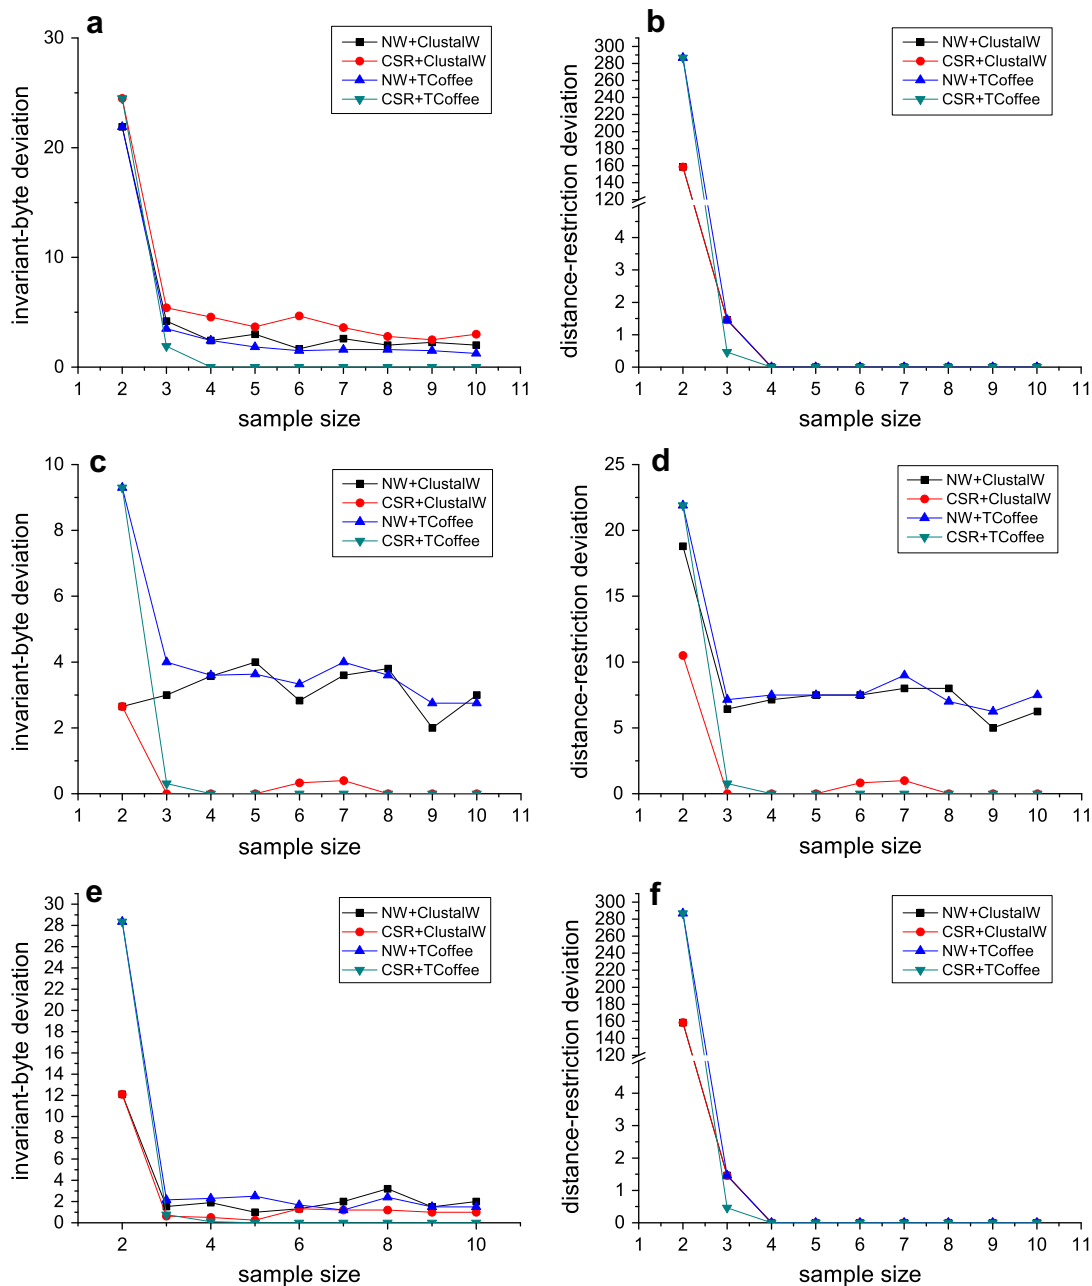 a
NW+ClustalW
CSR+ClustalW
NW+TCoffee
CSR+TCoffee
invariant-byte deviation
30
20
10
0
1 2 3 4 5 6 7 8 9 10 11
sample size
b
NW+ClustalW
CSR+ClustalW
NW+TCoffee
CSR+TCoffee
distance-restriction deviation
300
280
260
240
220
200
180
160
140
120
4
3
2
1
0
1 2 3 4 5 6 7 8 9 10 11
sample size
c
NW+ClustalW
CSR+ClustalW
NW+TCoffee
CSR+TCoffee
invariant-byte deviation
10
8
6
4
2
0
1 2 3 4 5 6 7 8 9 10 11
sample size
d
NW+ClustalW
CSR+ClustalW
NW+TCoffee
CSR+TCoffee
distance-restriction deviation
25
20
15
10
5
0
1 2 3 4 5 6 7 8 9 10 11
sample size
e
NW+ClustalW
CSR+ClustalW
NW+TCoffee
CSR+TCoffee
invariant-byte deviation
30
28
26
24
22
20
18
16
14
12
10
8
6
4
2
0
2 4 6 8 10
sample size
f
NW+ClustalW
CSR+ClustalW
NW+TCoffee
CSR+TCoffee
distance-restriction deviation
300
280
260
240
220
200
180
160
140
120
4
3
2
1
0
1 2 3 4 5 6 7 8 9 10 11
sample size